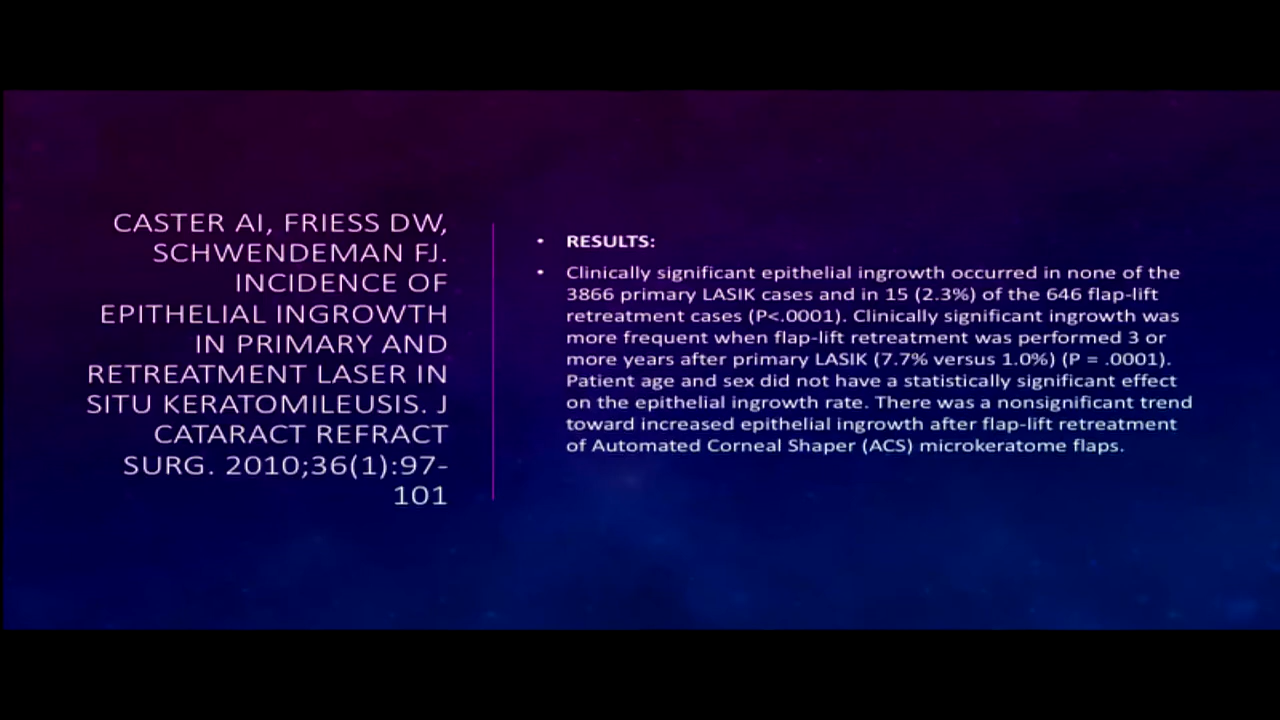 CASTER AI, FRIESS DW,
SCHWENDEMAN FJ.
INCIDENCE OF
EPITHELIAL INGROWTH
IN PRIMARY AND
RETREATMENT LASER IN
SITU KERATOMILEUSIS. J
CATARACT REFRACT
SURG. 2010;36(1):97-
101
• RESULTS:
• Clinically significant epithelial ingrowth occurred in none of the
3866 primary LASIK cases and in 15 (2.3%) of the 646 flap-lift
retreatment cases (P<.0001). Clinically significant ingrowth was
more frequent when flap-lift retreatment was performed 3 or
more years after primary LASIK (7.7% versus 1.0%) (P = .0001).
Patient age and sex did not have a statistically significant effect
on the epithelial ingrowth rate. There was a nonsignificant trend
toward increased epithelial ingrowth after flap-lift retreatment
of Automated Corneal Shaper (ACS) microkeratome flaps.